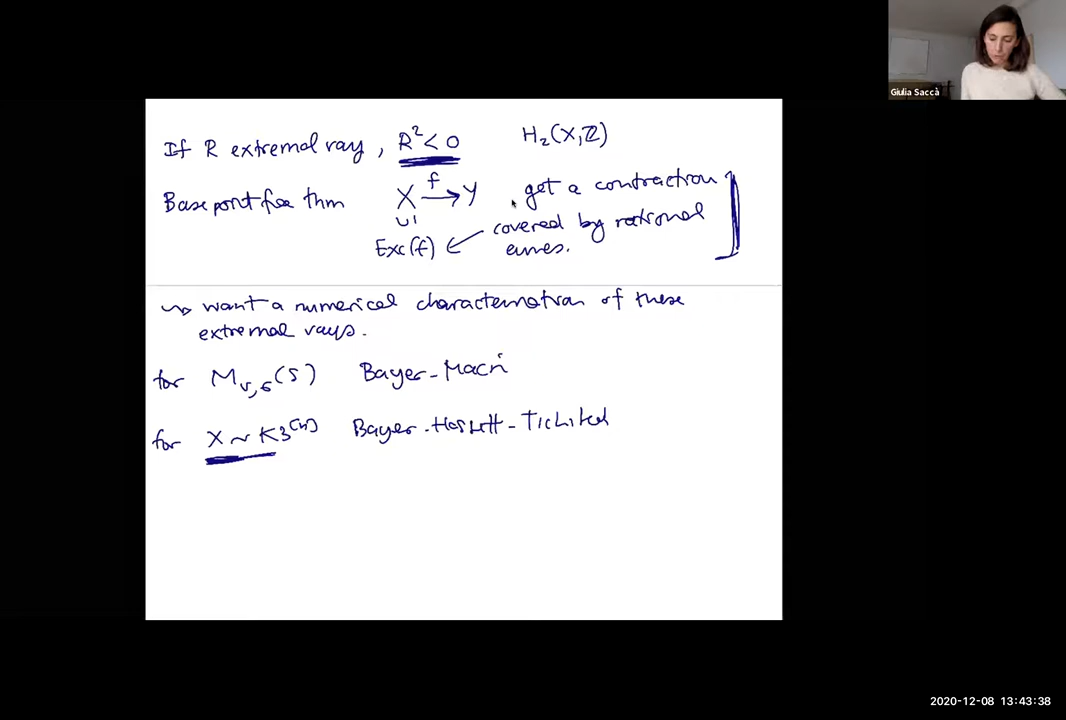 Giulia Saccà
If R extremal ray, R² < 0 H₂(X, ℤ)
Base point free thm X →f Y get a contraction
∪|
covered by rational
Exc(f) ← curves.
⇝ want a numerical characterization of these
extremal rays.
for M_{v,σ}(S) Bayer-Macrì
for X ~ K3^{(n)} Bayer-Hassett-Tschinkel
2020-12-08 13:43:38